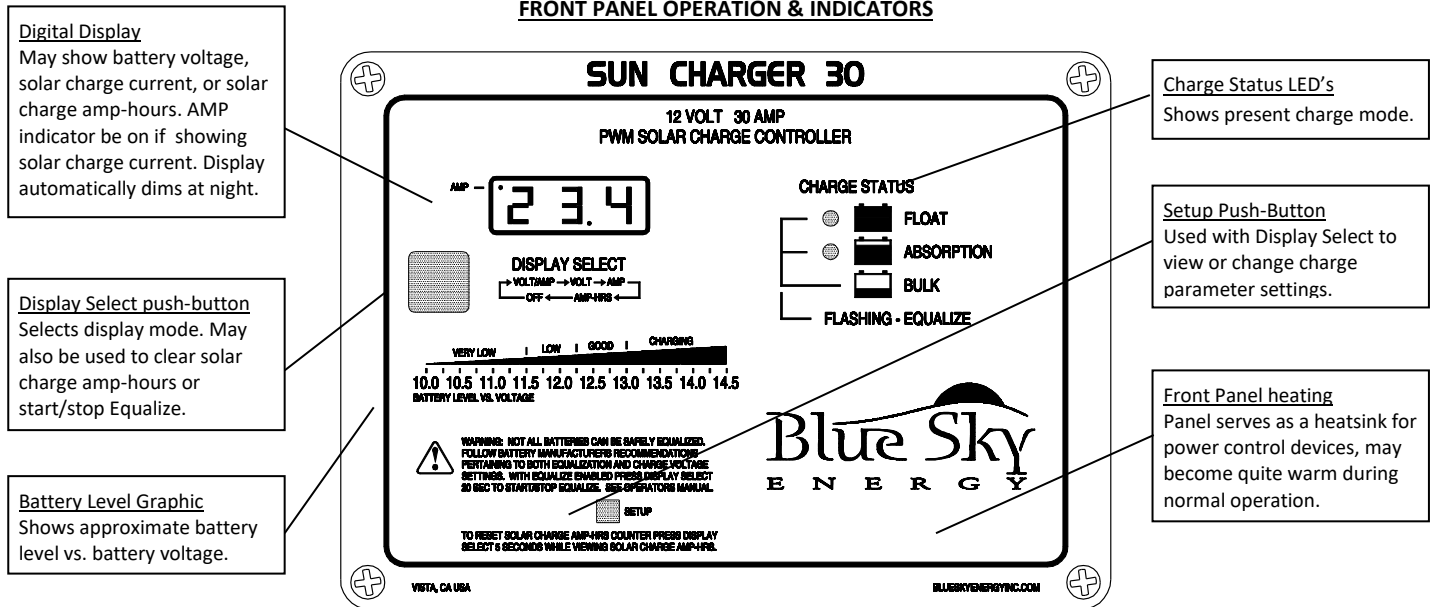 FRONT PANEL OPERATION & INDICATORS
Digital Display
May show battery voltage,
solar charge current, or solar
charge amp-hours. AMP
indicator be on if showing
solar charge current. Display
automatically dims at night.
Display Select push-button
Selects display mode. May
also be used to clear solar
charge amp-hours or
start/stop Equalize.
Battery Level Graphic
Shows approximate battery
level vs. battery voltage.
SUN CHARGER 30
12 VOLT 30 AMP
PWM SOLAR CHARGE CONTROLLER
AMP
23.4
DISPLAY SELECT
VOLT/AMP VOLT AMP
OFF AMP-HRS
CHARGE STATUS
FLOAT
ABSORPTION
BULK
FLASHING - EQUALIZE
VERY LOW LOW GOOD CHARGING
10.0 10.5 11.0 11.5 12.0 12.5 13.0 13.5 14.0 14.5
BATTERY LEVEL VS. VOLTAGE
WARNING: NOT ALL BATTERIES CAN BE SAFELY EQUALIZED.
FOLLOW BATTERY MANUFACTURERS RECOMMENDATIONS
PERTAINING TO BOTH EQUALIZATION AND CHARGE VOLTAGE
SETTINGS. WITH EQUALIZE ENABLED PRESS DISPLAY SELECT
20 SEC TO START/STOP EQUALIZE. SEE OPERATORS MANUAL.
SETUP
TO RESET SOLAR CHARGE AMP-HRS COUNTER PRESS DISPLAY
SELECT 5 SECONDS WHILE VIEWING SOLAR CHARGE AMP-HRS.
Blue Sky
ENERGY
VISTA, CA USA
BLUESKYENERGYINC.COM
Charge Status LED's
Shows present charge mode.
Setup Push-Button
Used with Display Select to
view or change charge
parameter settings.
Front Panel heating
Panel serves as a heatsink for
power control devices, may
become quite warm during
normal operation.